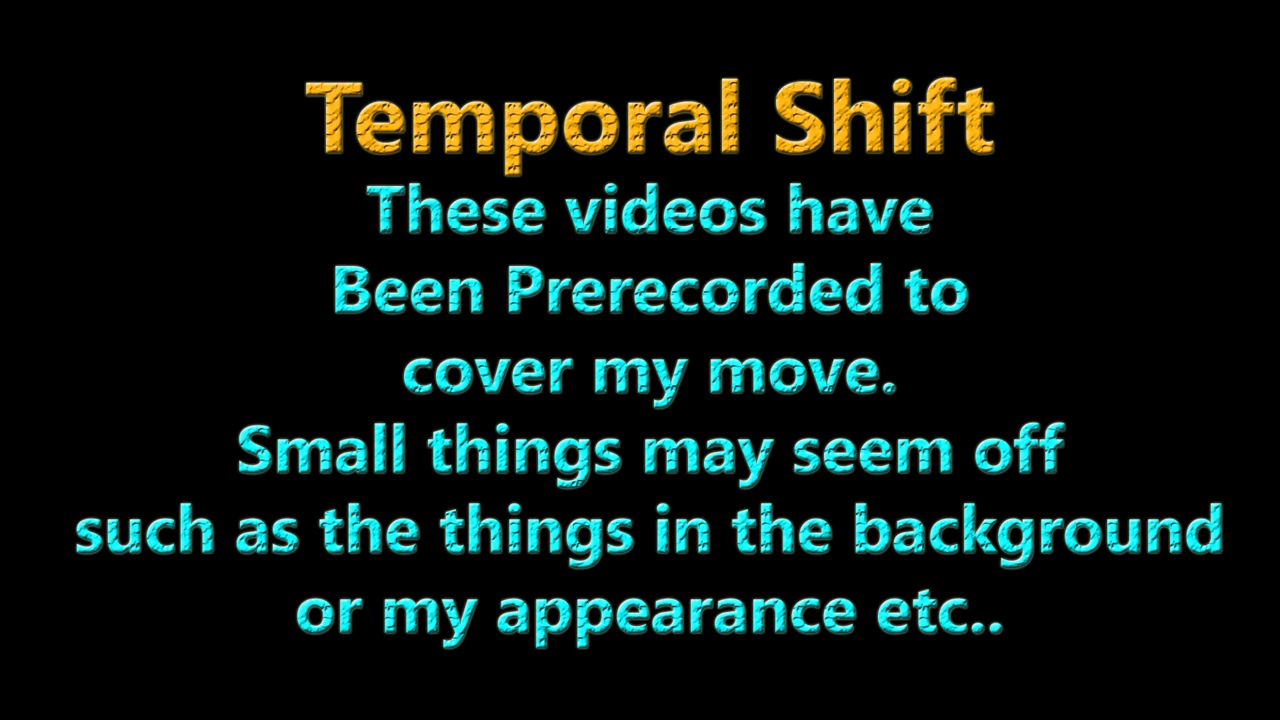 Temporal Shift
These videos have
Been Prerecorded to
cover my move.
Small things may seem off
such as the things in the background
or my appearance etc..